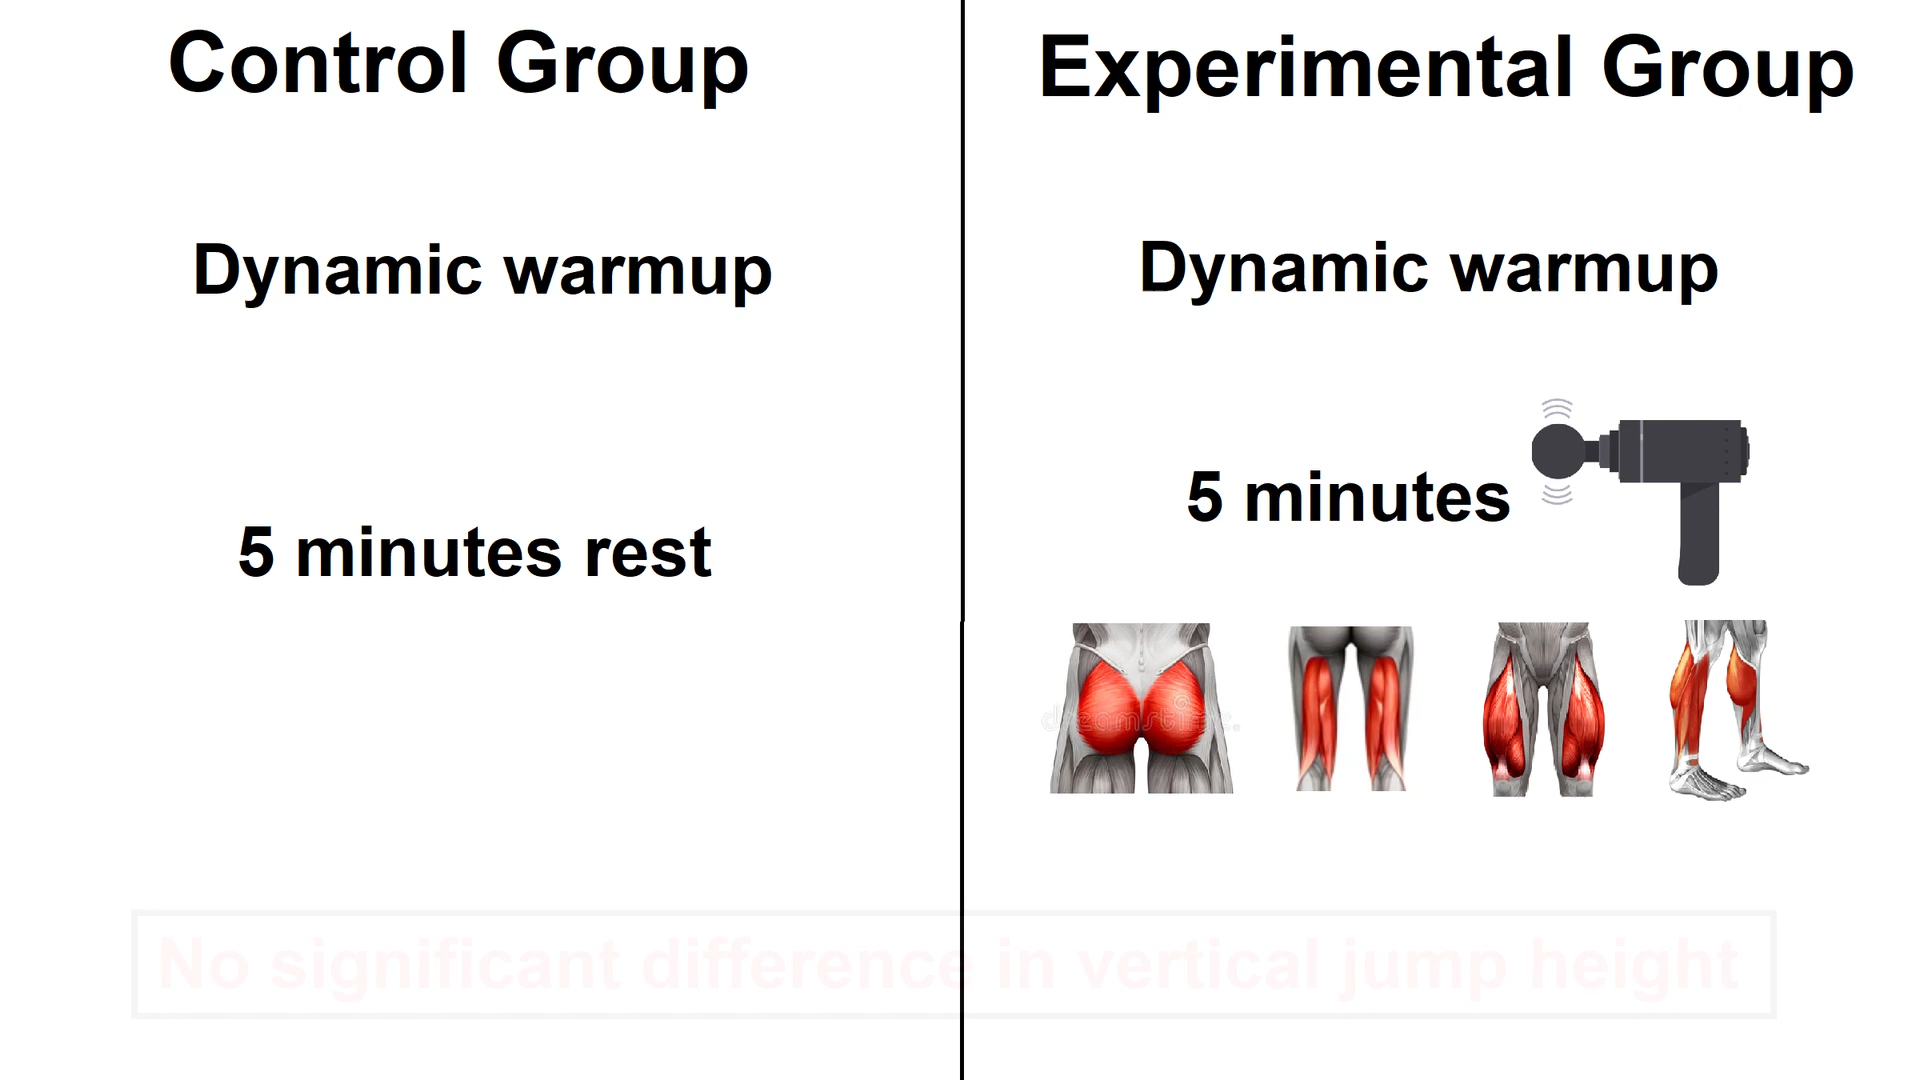 Control Group
Dynamic warmup
5 minutes rest
Experimental Group
Dynamic warmup
5 minutes
dreamstime.
No significant difference in vertical jump height